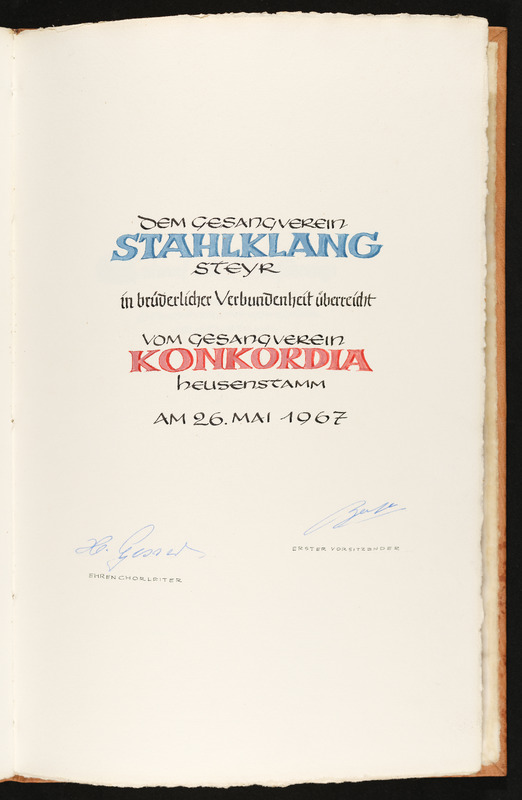 DEM GESANGVEREIN
STAHLKLANG
STEYR
in brüderlicher Verbundenheit überreicht
VOM GESANGVEREIN
KONKORDIA
HEUSENSTAMM
AM 26. MAI 1967
ERSTER VORSITZENDER
EHRENCHORLEITER